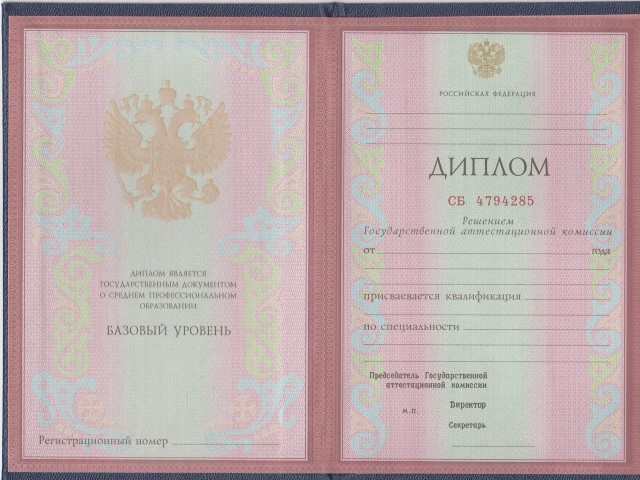 ДИПЛОМ ЯВЛЯЕТСЯ
ГОСУДАРСТВЕННЫМ ДОКУМЕНТОМ
О СРЕДНЕМ ПРОФЕССИОНАЛЬНОМ
ОБРАЗОВАНИИ
БАЗОВЫЙ УРОВЕНЬ
Регистрационный номер
РОССИЙСКАЯ ФЕДЕРАЦИЯ
ДИПЛОМ
СБ 4794285
Решением
Государственной аттестационной комиссии
от года
присваевается квалификация
по специальности
Председатель Государственной
аттестационной комиссии
м.п. Директор
Секретарь